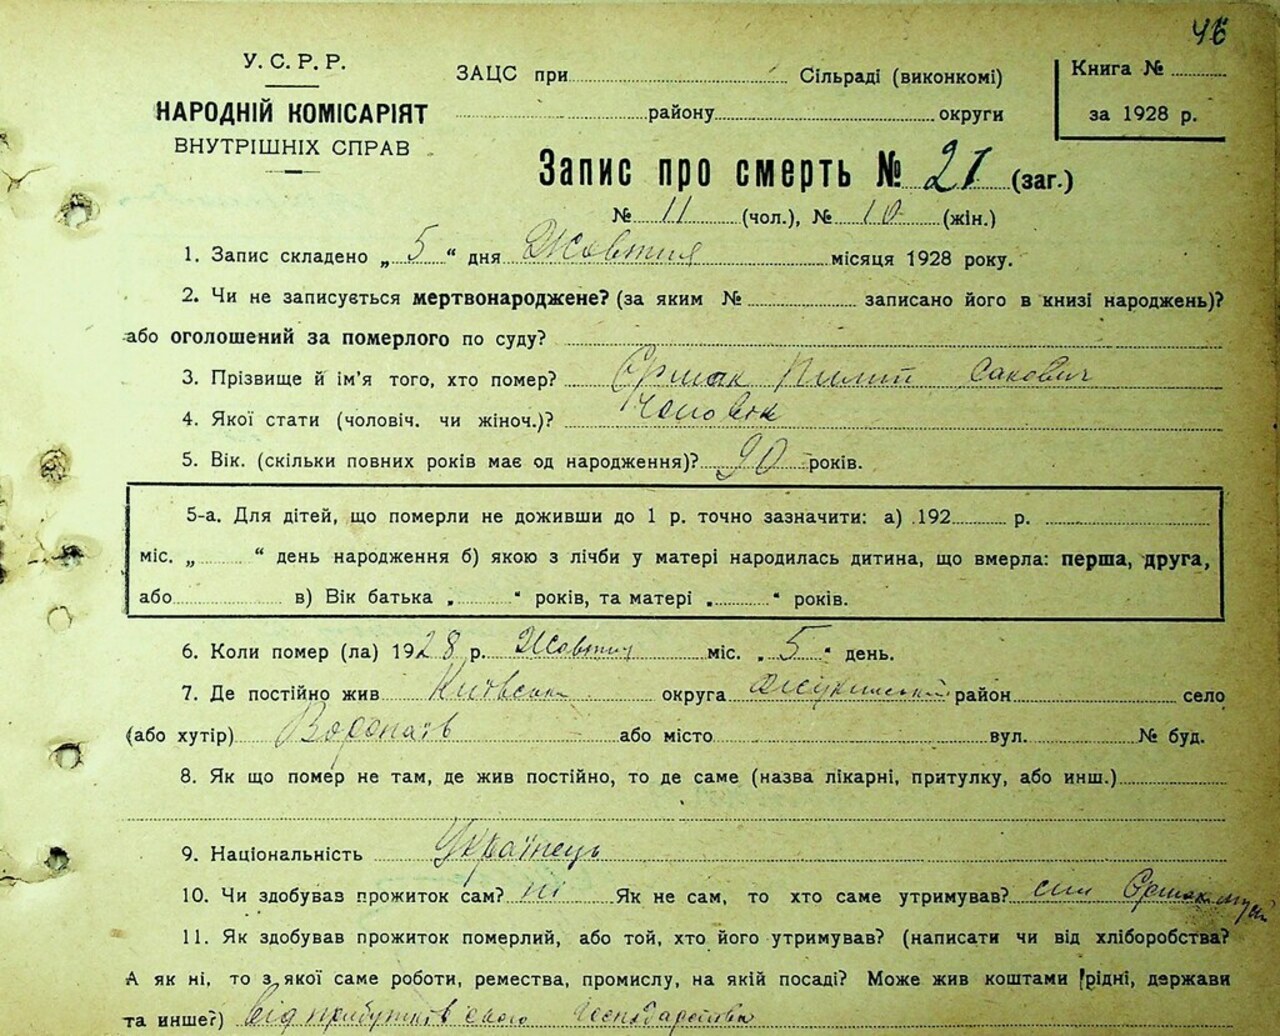 46
У. С. Р. Р.
НАРОДНІЙ КОМІСАРІЯТ
ВНУТРІШНІХ СПРАВ
ЗАЦС при Сільраді (виконкомі)
району округи
Книга №
за 1928 р.
Запис про смерть № 21 (заг.)
№ 11 (чол.), № 10 (жін.)
1. Запис складено „ 5 “ дня Жовтня місяця 1928 року.
2. Чи не записується мертвонароджене? (за яким № записано його в книзі народжень)?
або оголошений за померлого по суду?
3. Прізвище й ім'я того, хто помер? Єрмак Пилип Сакович
4. Якої стати (чоловіч. чи жіноч.)? Чоловік
5. Вік. (скільки повних років має од народження)? 90 років.
5-а. Для дітей, що померли не доживши до 1 р. точно зазначити: а) 192 р.
міс. „ “ день народження б) якою з лічби у матері народилась дитина, що вмерла: перша, друга,
або в) Вік батька „ “ років, та матері „ “ років.
6. Коли помер (ла) 1928 р. Жовтня міс. „ 5 “ день.
7. Де постійно жив Київська округа район село
(або хутір) Воропаїв або місто вул. № буд.
8. Як що помер не там, де жив постійно, то де саме (назва лікарні, притулку, або инш.)
9. Національність Українець
10. Чи здобував прожиток сам? ні Як не сам, то хто саме утримував? син Єрмак
11. Як здобував прожиток померлий, або той, хто його утримував? (написати чи від хліборобства?
А як ні, то з якої саме роботи, ремества, промислу, на якій посаді? Може жив коштами рідні, держави
та инше?) від прибутків свого господарства